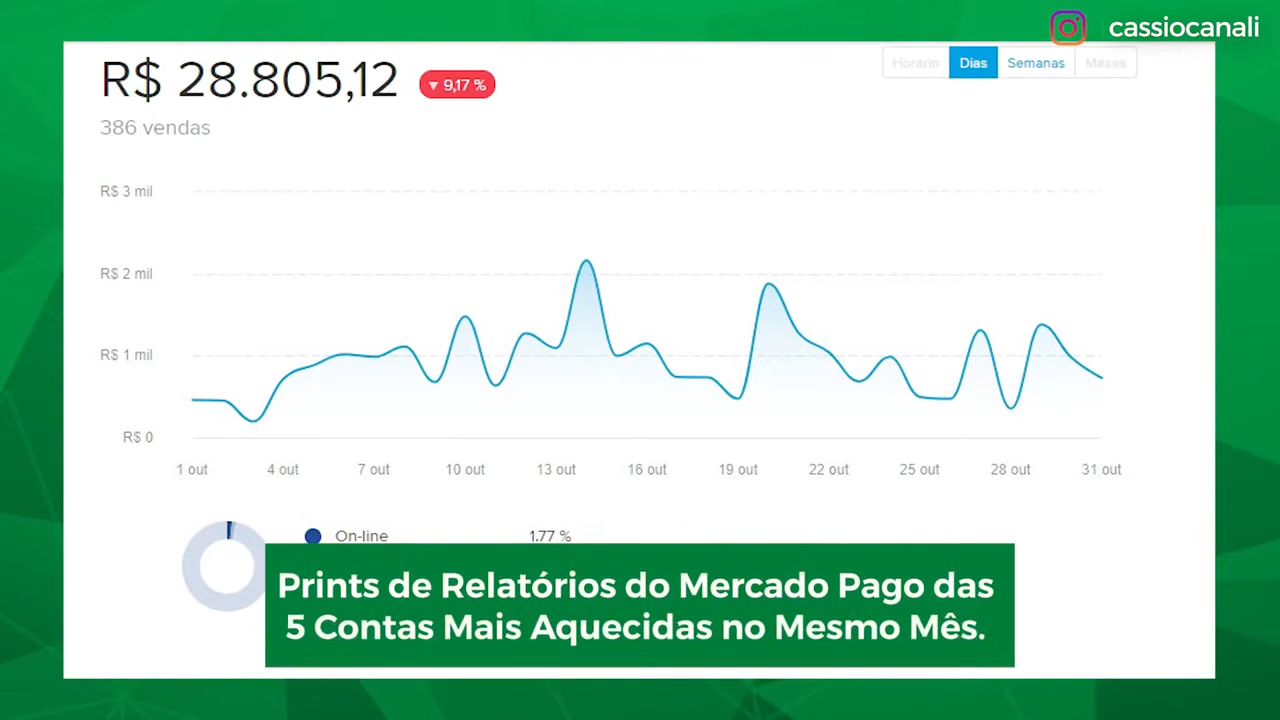 cassiocanali
R$ 28.805,12 ▼ 9,17 %
Horário Dias Semanas Meses
386 vendas
R$ 3 mil
R$ 2 mil
R$ 1 mil
R$ 0
1 out 4 out 7 out 10 out 13 out 16 out 19 out 22 out 25 out 28 out 31 out
On-line 1.77 %
Prints de Relatórios do Mercado Pago das
5 Contas Mais Aquecidas no Mesmo Mês.